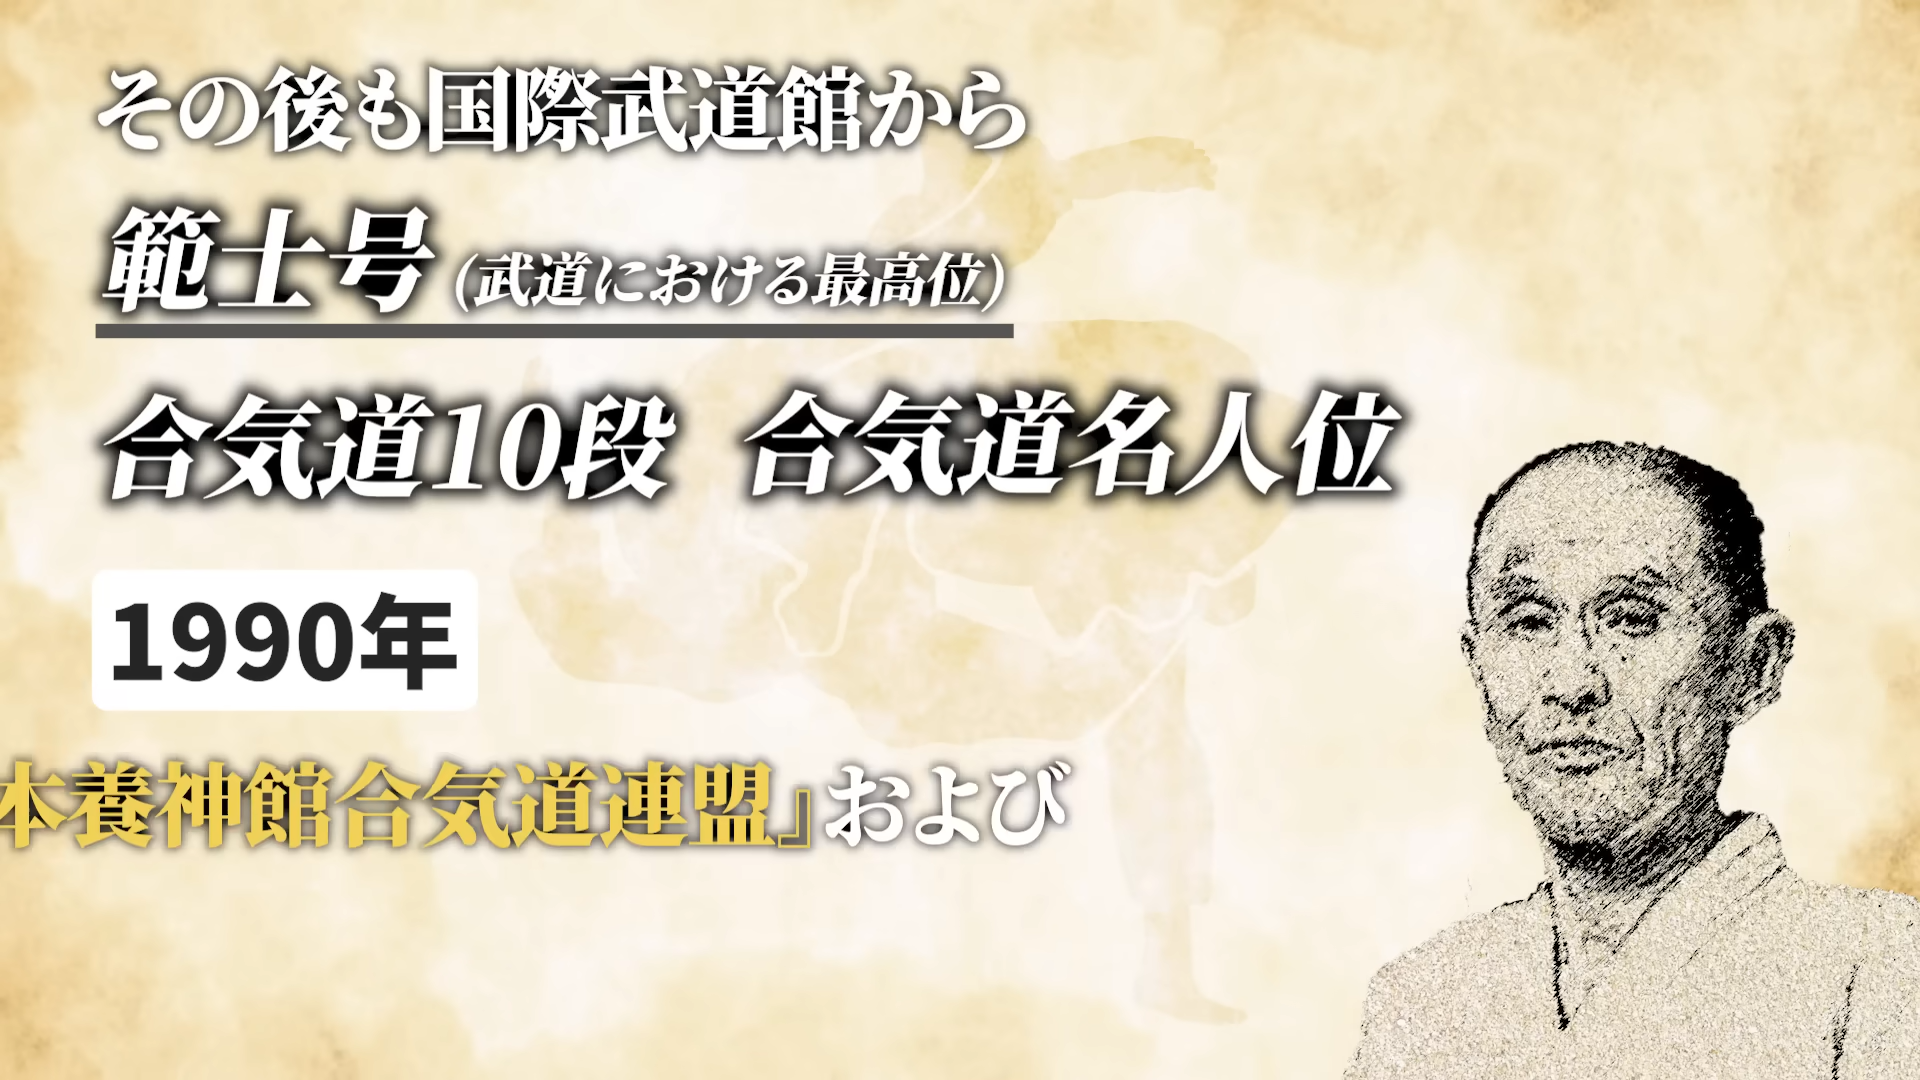 その後も国際武道館から
範士号 (武道における最高位)
合気道10段 合気道名人位
1990年
本養神館合気道連盟』および